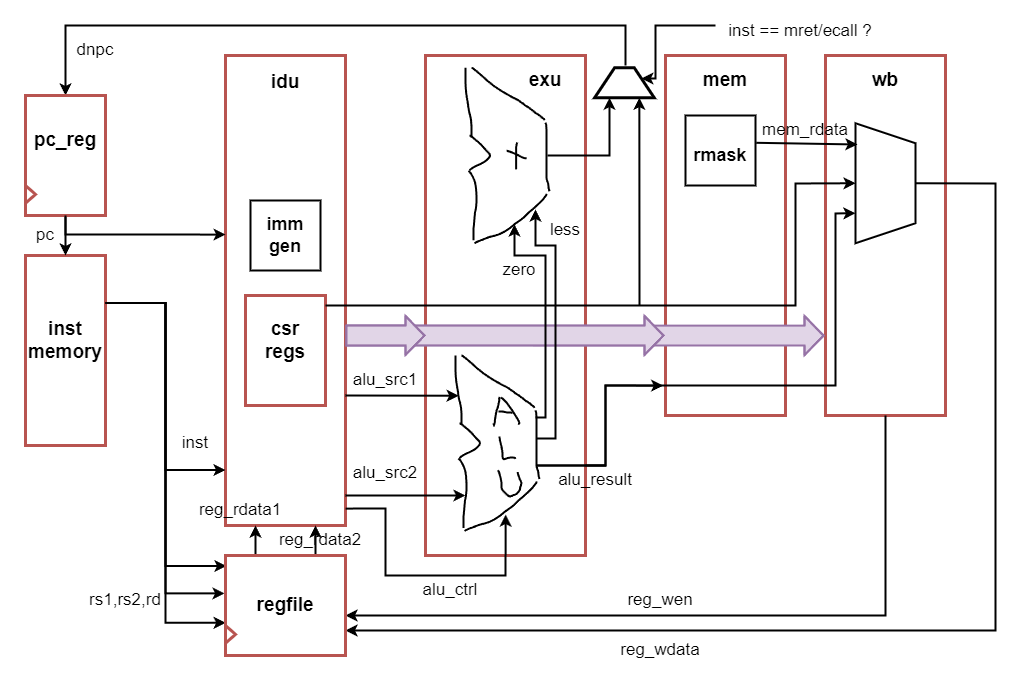 inst == mret/ecall ?
dnpc
idu
exu
mem
wb
pc_reg
mem_rdata
rmask
+
imm
gen
pc
less
zero
inst
memory
csr
regs
alu_src1
ALU
inst
alu_src2
alu_result
reg_rdata1
reg_rdata2
alu_ctrl
rs1,rs2,rd
regfile
reg_wen
reg_wdata